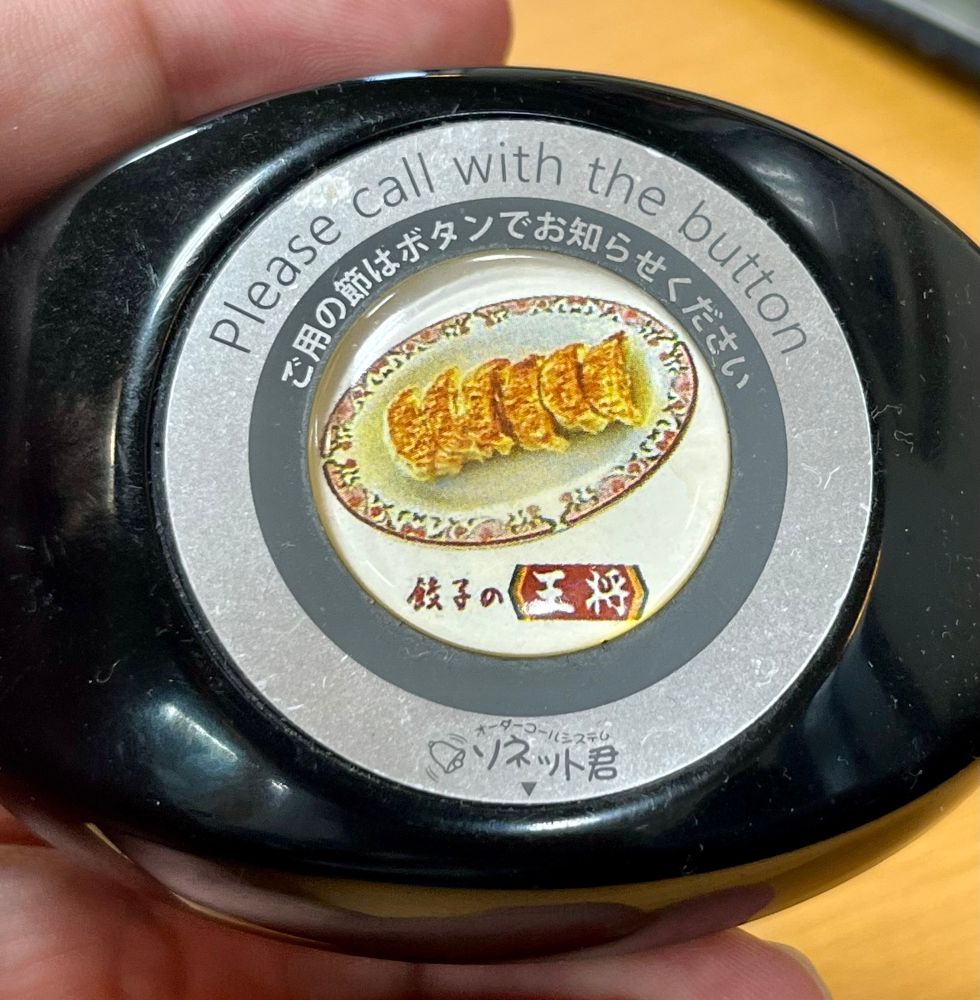 Please call with the button
ご用の節はボタンでお知らせください
餃子の王将
オーダーコールシステム
ソネット君